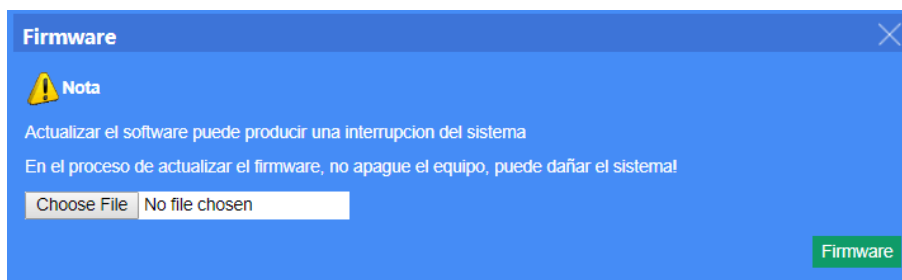 Firmware
Nota
Actualizar el software puede producir una interrupcion del sistema
En el proceso de actualizar el firmware, no apague el equipo, puede dañar el sistema!
Choose File No file chosen
Firmware